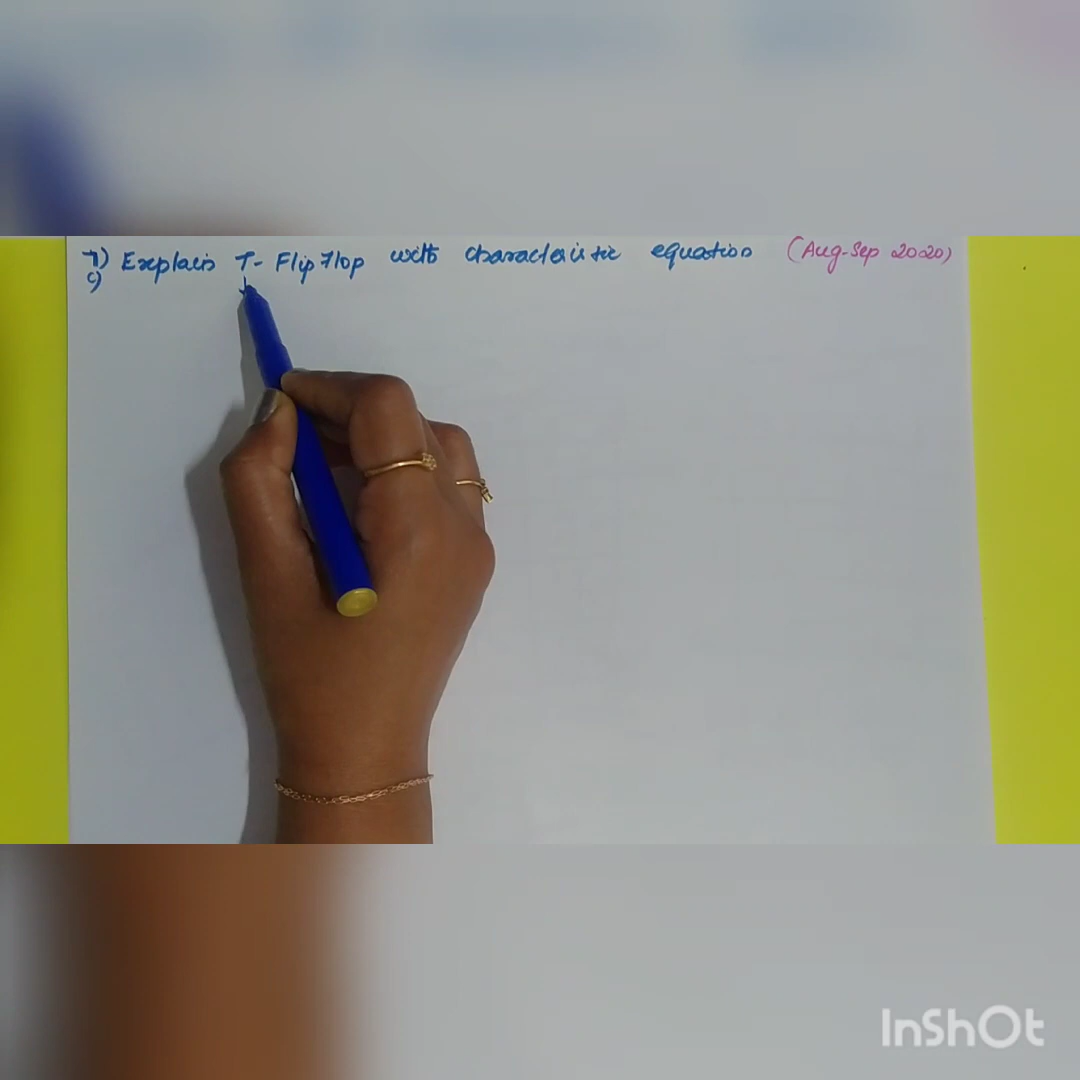 7) Explain T- Flip Flop with characteristic equation (Aug-Sep 2020)
c)
InShOt